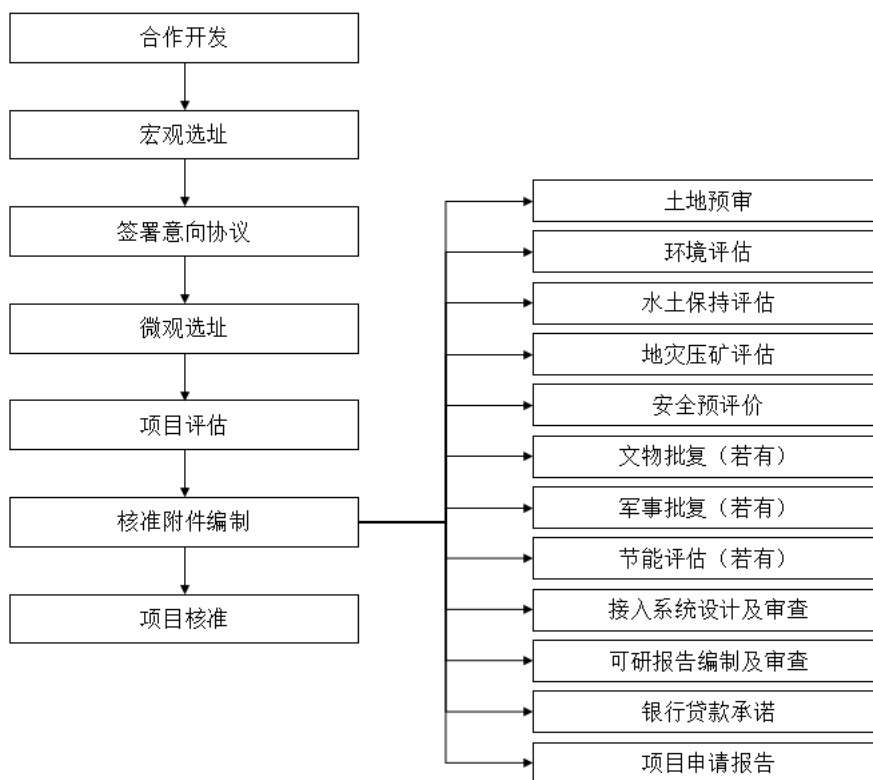 合作开发
宏观选址
签署意向协议
微观选址
项目评估
核准附件编制
项目核准
土地预审
环境评估
水土保持评估
地灾压矿评估
安全预评价
文物批复（若有）
军事批复（若有）
节能评估（若有）
接入系统设计及审查
可研报告编制及审查
银行贷款承诺
项目申请报告